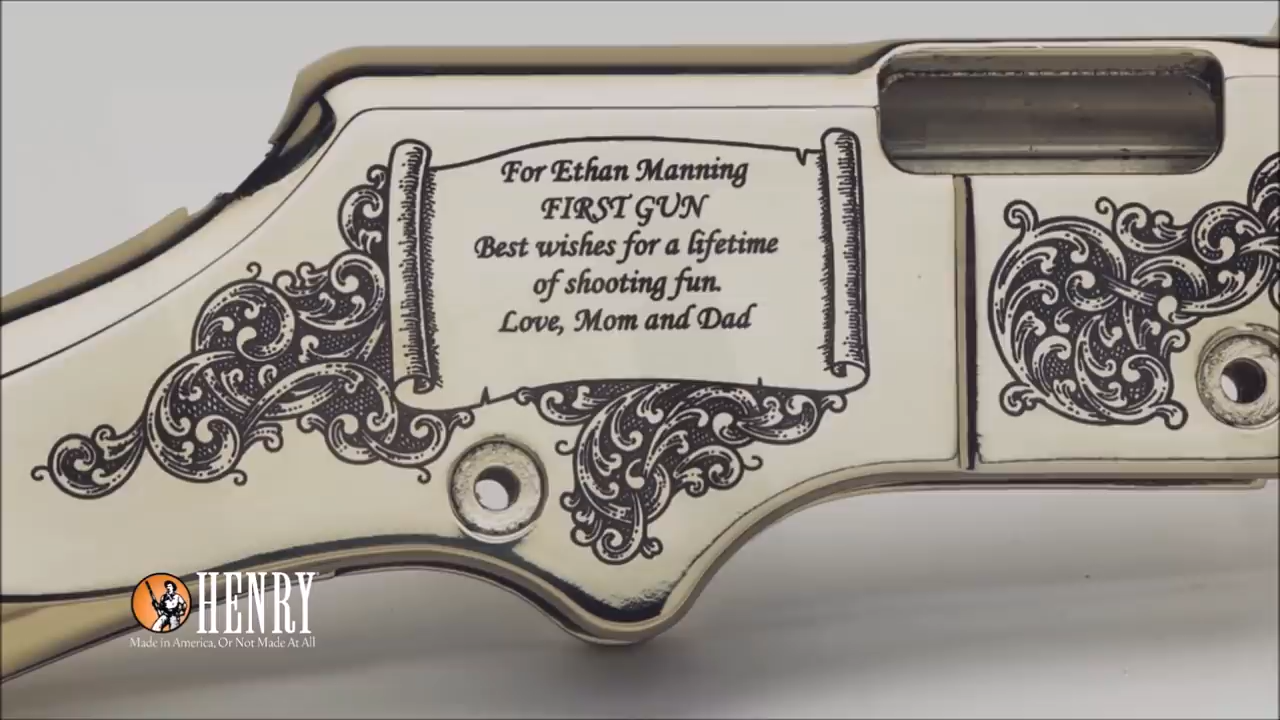 For Ethan Manning
FIRST GUN
Best wishes for a lifetime
of shooting fun.
Love, Mom and Dad
HENRY
Made in America, Or Not Made At All